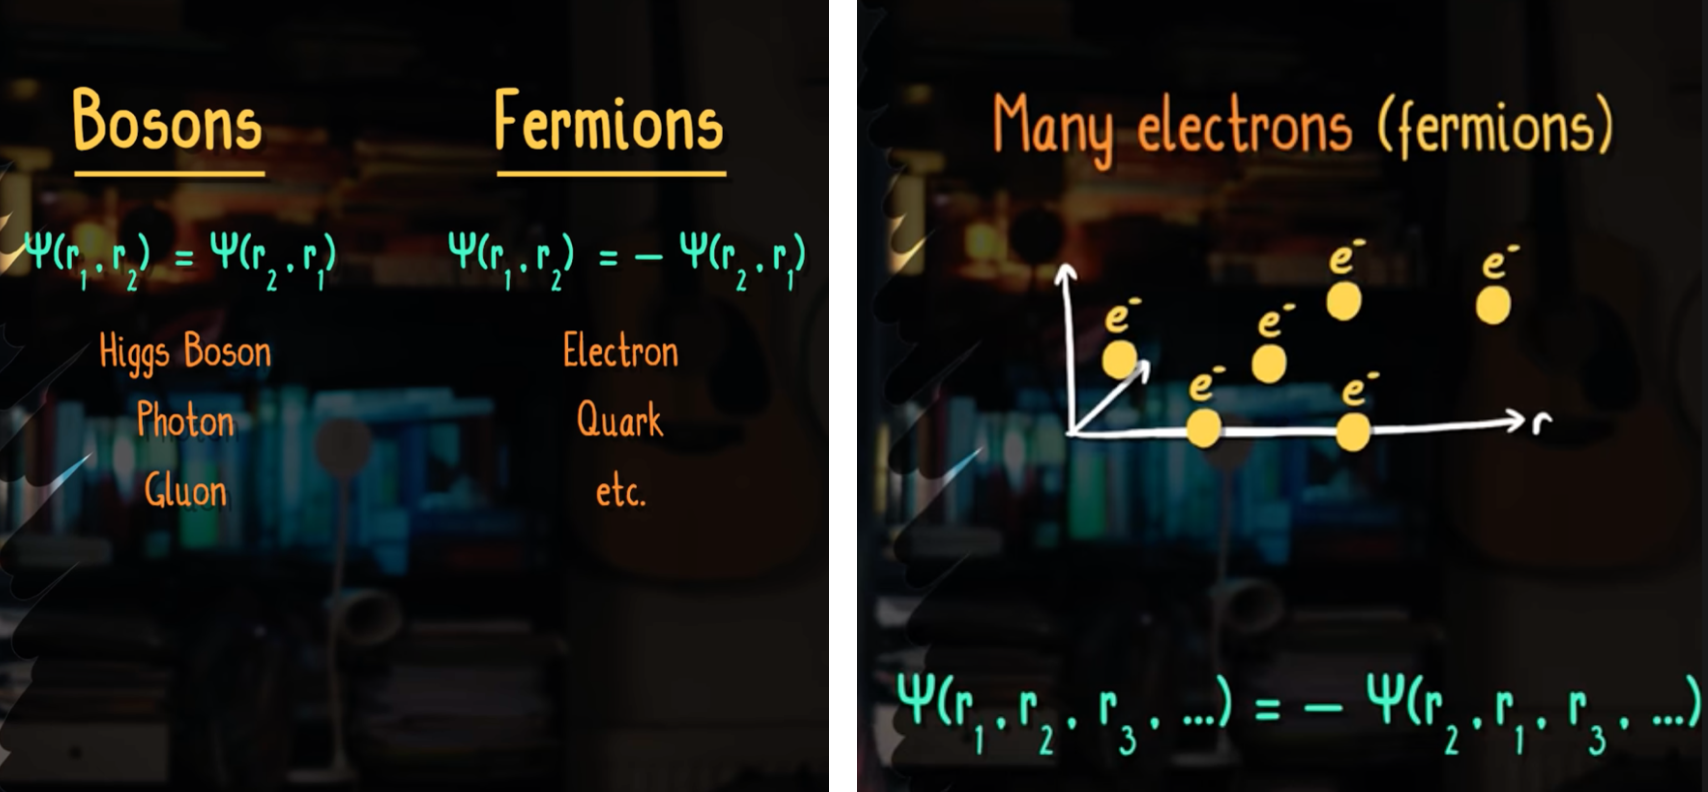 Bosons
Fermions
Ψ(r₁, r₂) = Ψ(r₂, r₁)
Ψ(r₁, r₂) = − Ψ(r₂, r₁)
Higgs Boson
Electron
Photon
Quark
Gluon
etc.
Many electrons (fermions)
e⁻
e⁻
e⁻
e⁻
e⁻
e⁻
r
Ψ(r₁, r₂, r₃, ...) = − Ψ(r₂, r₁, r₃, ...)